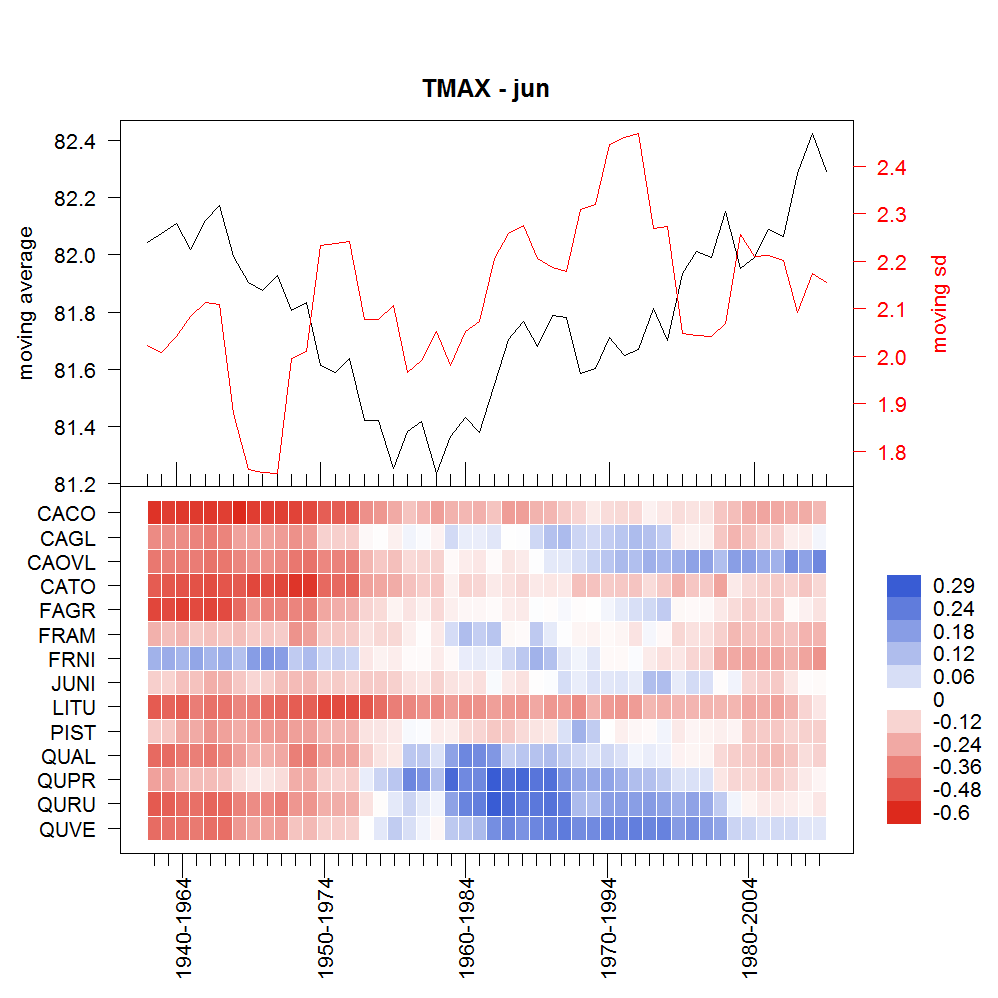 TMAX - jun
moving average
82.4
82.2
82.0
81.8
81.6
81.4
81.2
2.4
2.3
2.2
2.1
2.0
1.9
1.8
moving sd
CACO
CAGL
CAOVL
CATO
FAGR
FRAM
FRNI
JUNI
LITU
PIST
QUAL
QUPR
QURU
QUVE
0.29
0.24
0.18
0.12
0.06
0
-0.12
-0.24
-0.36
-0.48
-0.6
1940-1964
1950-1974
1960-1984
1970-1994
1980-2004